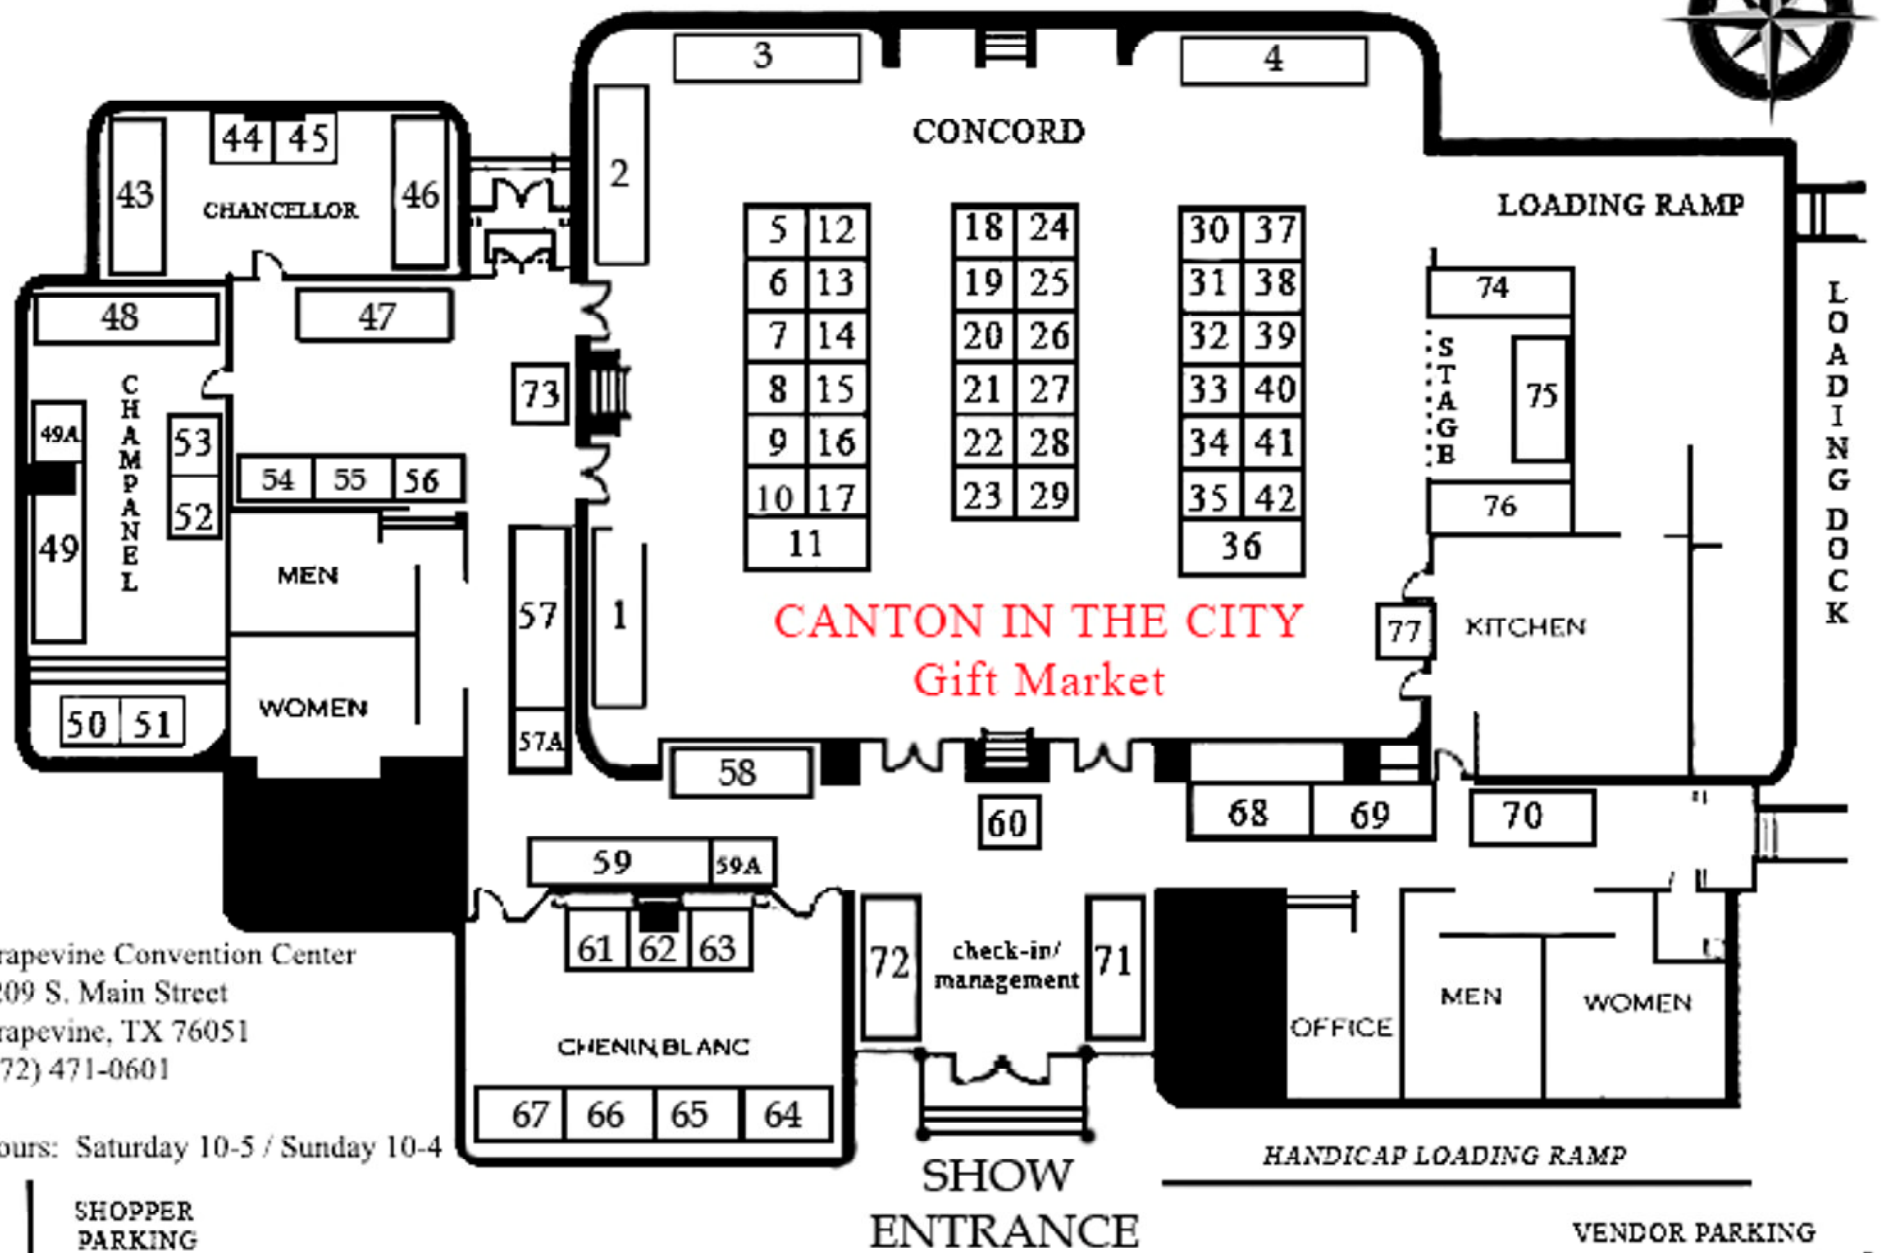 3
4
CONCORD
2
44 45
43
46
CHANCELLOR
LOADING RAMP
5 12 18 24 30 37
6 13 19 25 31 38
7 14 20 26 32 39
8 15 21 27 33 40
9 16 22 28 34 41
10 17 23 29 35 42
11
36
48
47
73
74
STAGE
75
76
LOADING DOCK
CHAMPANEL
49A
53
52
49
54 55 56
MEN
WOMEN
50 51
57
57A
1
CANTON IN THE CITY
Gift Market
77
KITCHEN
58
60
68 69
70
59
59A
61 62 63
72
check-in/
management
71
CHENIN BLANC
67 66 65 64
OFFICE
MEN
WOMEN
rapevine Convention Center
209 S. Main Street
rapevine, TX 76051
72) 471-0601
ours: Saturday 10-5 / Sunday 10-4
SHOW
ENTRANCE
HANDICAP LOADING RAMP
SHOPPER
PARKING
VENDOR PARKING